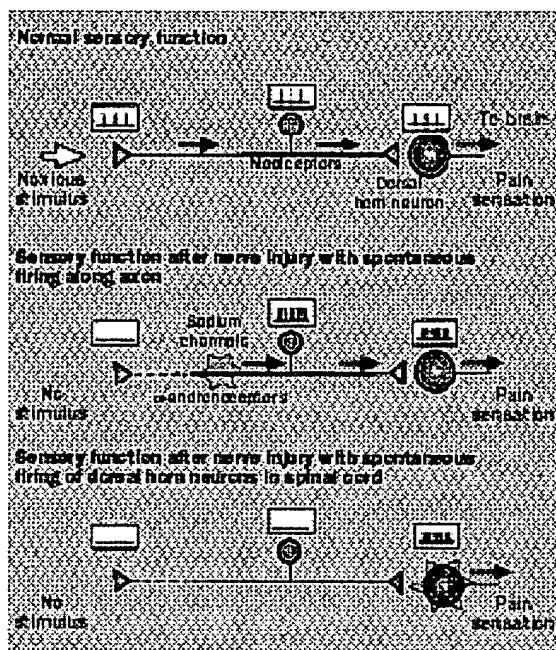 Normal sensory function
To brain
Nociceptors
Noxious
stimulus
Dorsal
horn neuron
Pain
sensation
Sensory function after nerve injury with spontaneous
firing along axon
Sodium
channels
No
stimulus
α-andrenoceptors
Pain
sensation
Sensory function after nerve injury with spontaneous
firing of dorsal horn neurons in spinal cord
No
stimulus
Pain
sensation